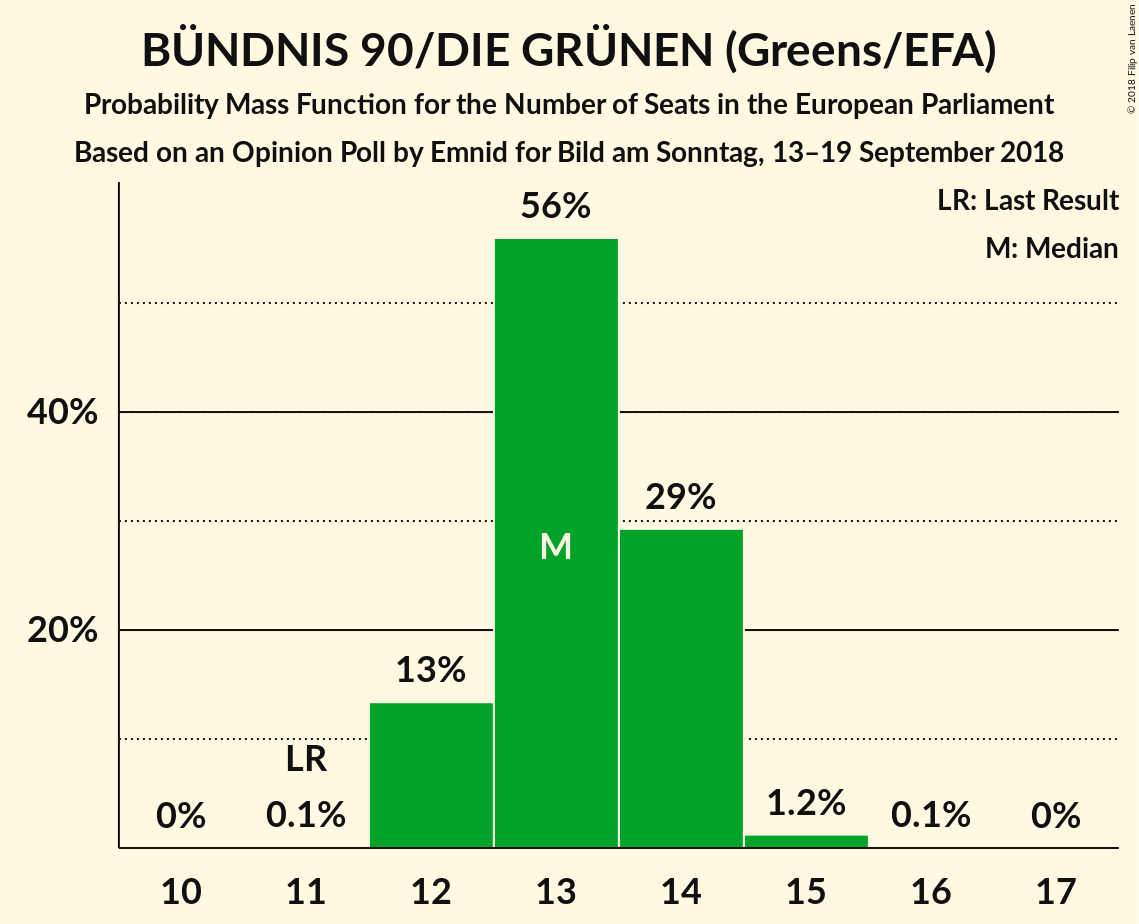 BÜNDNIS 90/DIE GRÜNEN (Greens/EFA)
Probability Mass Function for the Number of Seats in the European Parliament
Based on an Opinion Poll by Emnid for Bild am Sonntag, 13–19 September 2018
© 2018 Filip van Laenen
LR: Last Result
M: Median
56%
40%
29%
M
20%
13%
LR
0%
0.1%
1.2%
0.1%
0%
10 11 12 13 14 15 16 17